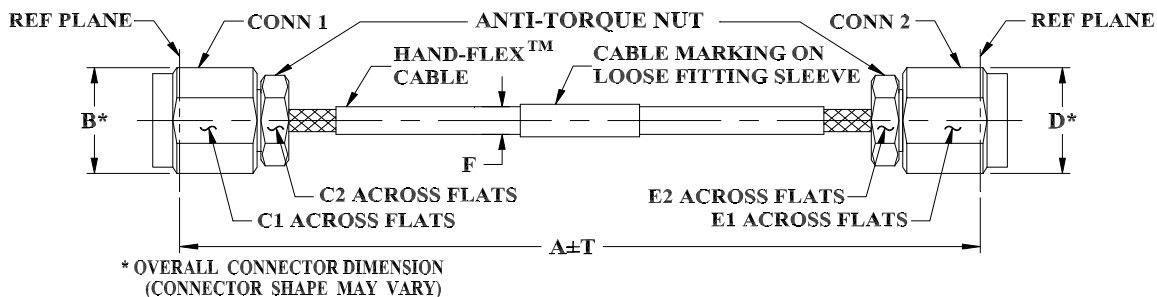 REF PLANE
CONN 1
ANTI-TORQUE NUT
CONN 2
REF PLANE
HAND-FLEX™
CABLE
CABLE MARKING ON
LOOSE FITTING SLEEVE
B*
D*
F
C2 ACROSS FLATS
E2 ACROSS FLATS
C1 ACROSS FLATS
E1 ACROSS FLATS
A±T
* OVERALL CONNECTOR DIMENSION
(CONNECTOR SHAPE MAY VARY)